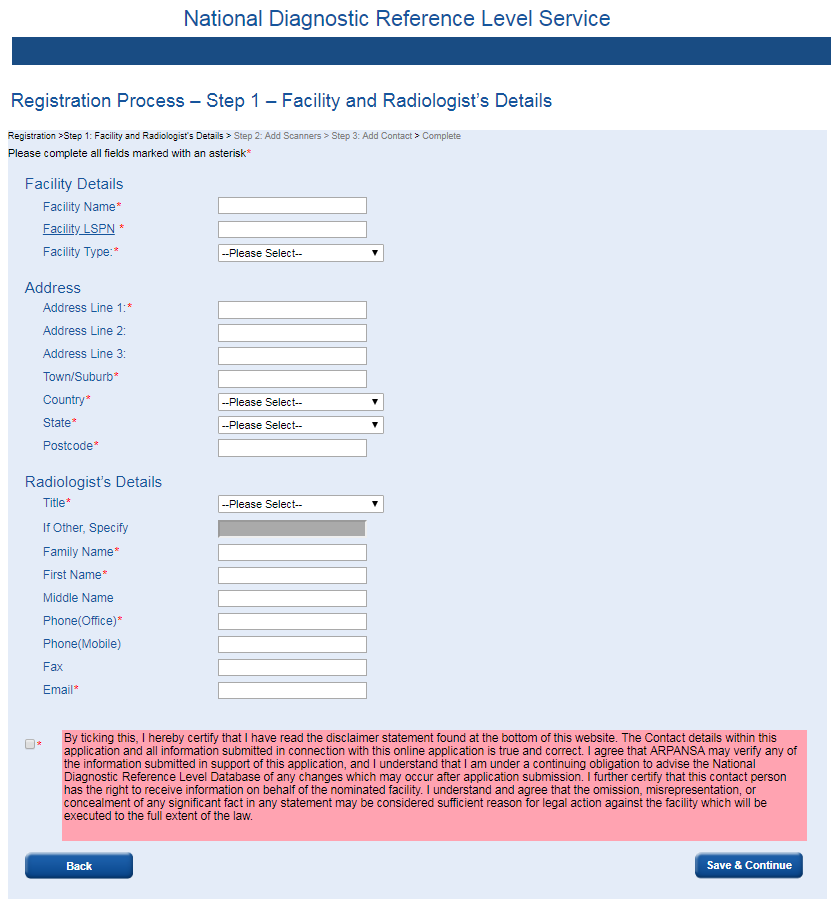 National Diagnostic Reference Level Service
Registration Process – Step 1 – Facility and Radiologist's Details
Registration >Step 1: Facility and Radiologist's Details > Step 2: Add Scanners > Step 3: Add Contact > Complete
Please complete all fields marked with an asterisk*
Facility Details
Facility Name*
Facility LSPN *
Facility Type:* --Please Select--
Address
Address Line 1:*
Address Line 2:
Address Line 3:
Town/Suburb*
Country* --Please Select--
State* --Please Select--
Postcode*
Radiologist's Details
Title* --Please Select--
If Other, Specify
Family Name*
First Name*
Middle Name
Phone(Office)*
Phone(Mobile)
Fax
Email*
* By ticking this, I hereby certify that I have read the disclaimer statement found at the bottom of this website. The Contact details within this
application and all information submitted in connection with this online application is true and correct. I agree that ARPANSA may verify any of
the information submitted in support of this application, and I understand that I am under a continuing obligation to advise the National
Diagnostic Reference Level Database of any changes which may occur after application submission. I further certify that this contact person
has the right to receive information on behalf of the nominated facility. I understand and agree that the omission, misrepresentation, or
concealment of any significant fact in any statement may be considered sufficient reason for legal action against the facility which will be
executed to the full extent of the law.
Back Save & Continue